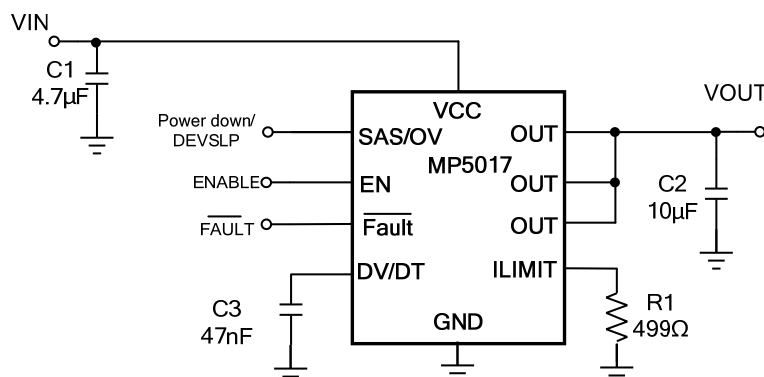 VIN
C1
4.7μF
Power down/
DEVSLP
ENABLE
FAULT
C3
47nF
VCC
MP5017
SAS/OV
EN
Fault
DV/DT
GND
OUT
OUT
OUT
ILIMIT
VOUT
C2
10μF
R1
499Ω